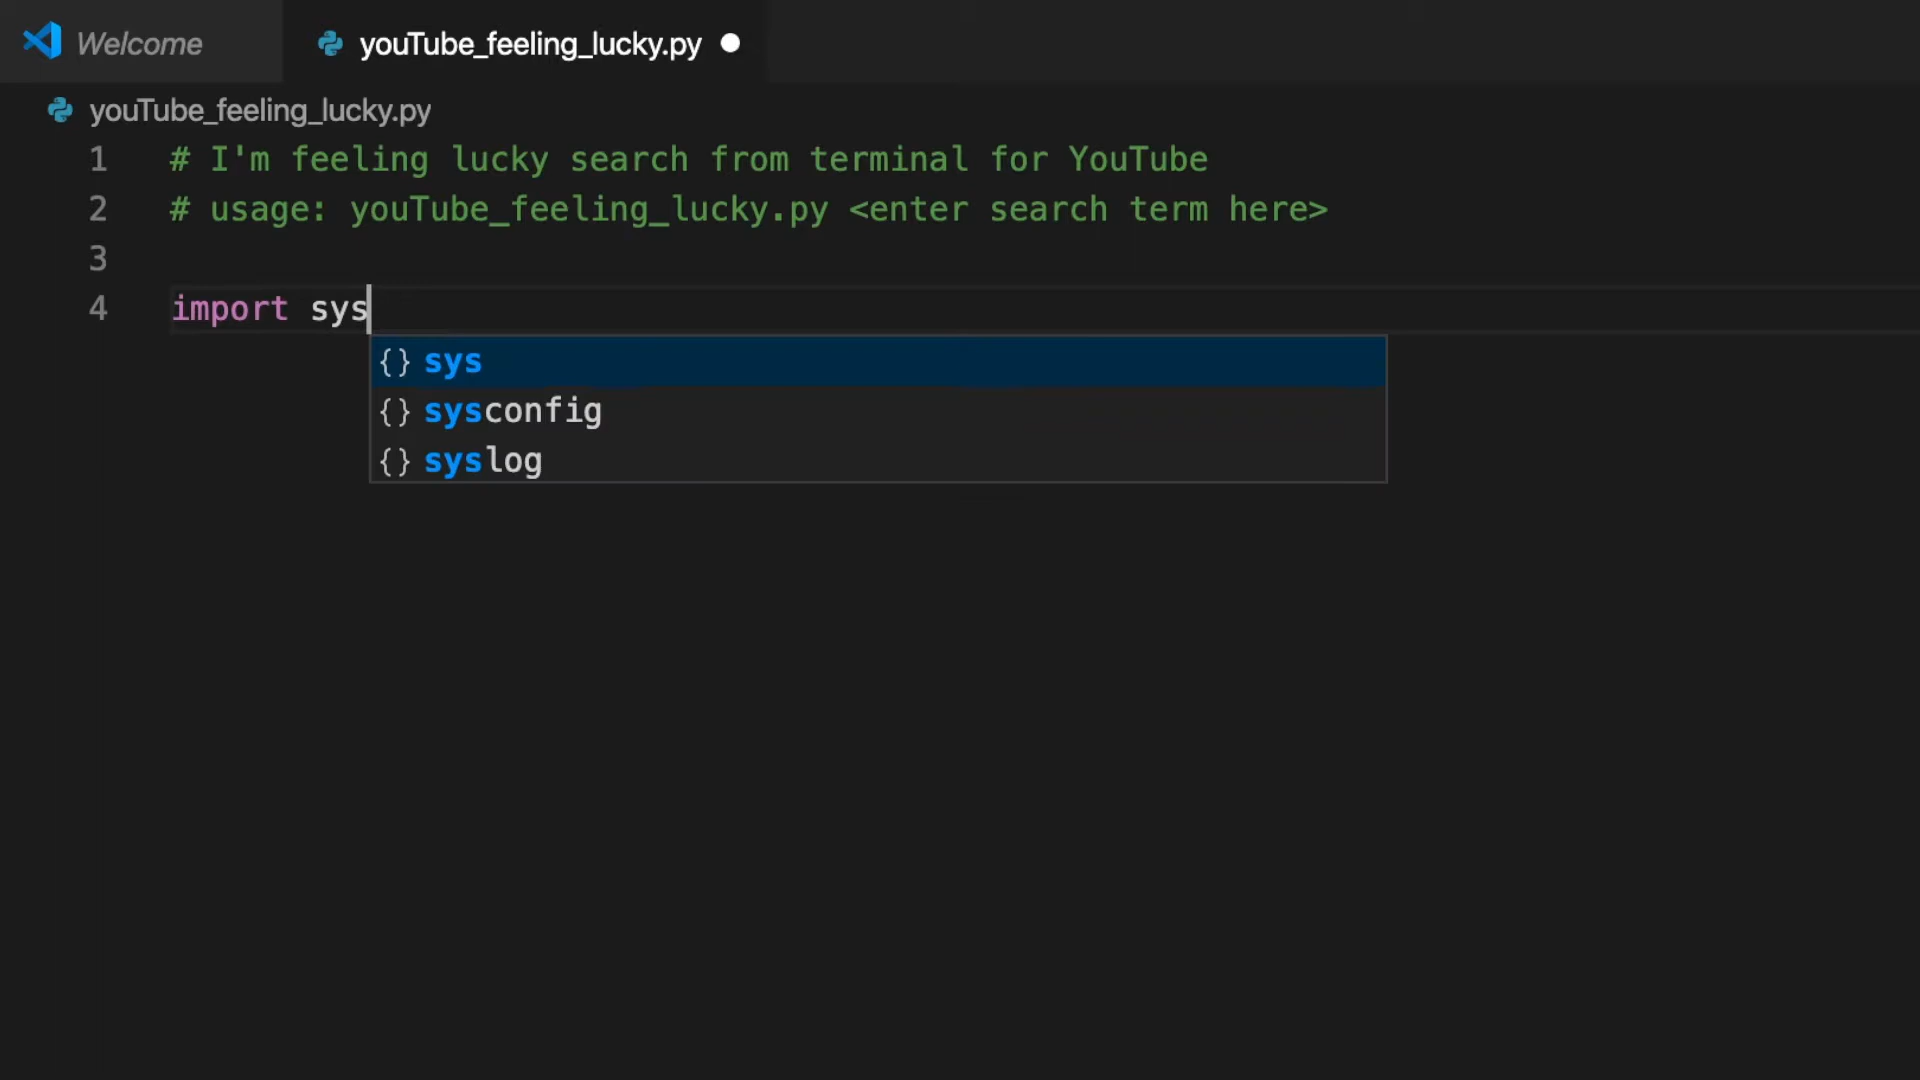 Welcome youTube_feeling_lucky.py
youTube_feeling_lucky.py
1 # I'm feeling lucky search from terminal for YouTube
2 # usage: youTube_feeling_lucky.py <enter search term here>
3
4 import sys
{} sys
{} sysconfig
{} syslog